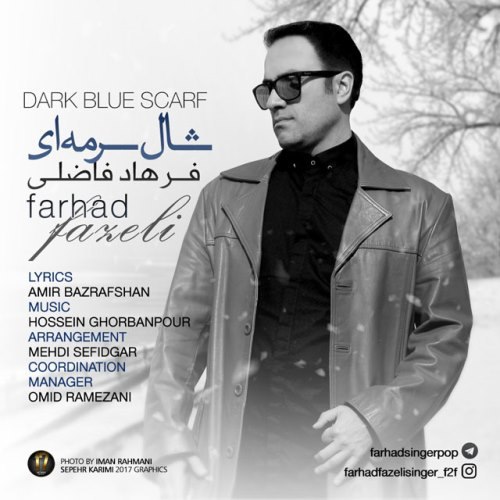 DARK BLUE SCARF
شال سرمه‌ای
فرهاد فاضلی
farhad
fazeli
LYRICS
AMIR BAZRAFSHAN
MUSIC
HOSSEIN GHORBANPOUR
ARRANGEMENT
MEHDI SEFIDGAR
COORDINATION
MANAGER
OMID RAMEZANI
PHOTO BY IMAN RAHMANI
SEPEHR KARIMI 2017 GRAPHICS
farhadsingerpop
farhadfazelisinger_f2f